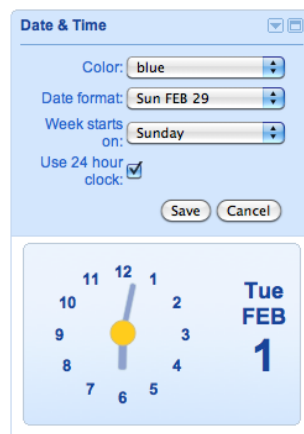 Date & Time
Color: blue
Date format: Sun FEB 29
Week starts
on: Sunday
Use 24 hour
clock:
Save Cancel
12
11 1
10 2
9 3
8 4
7 5
6
Tue
FEB
1